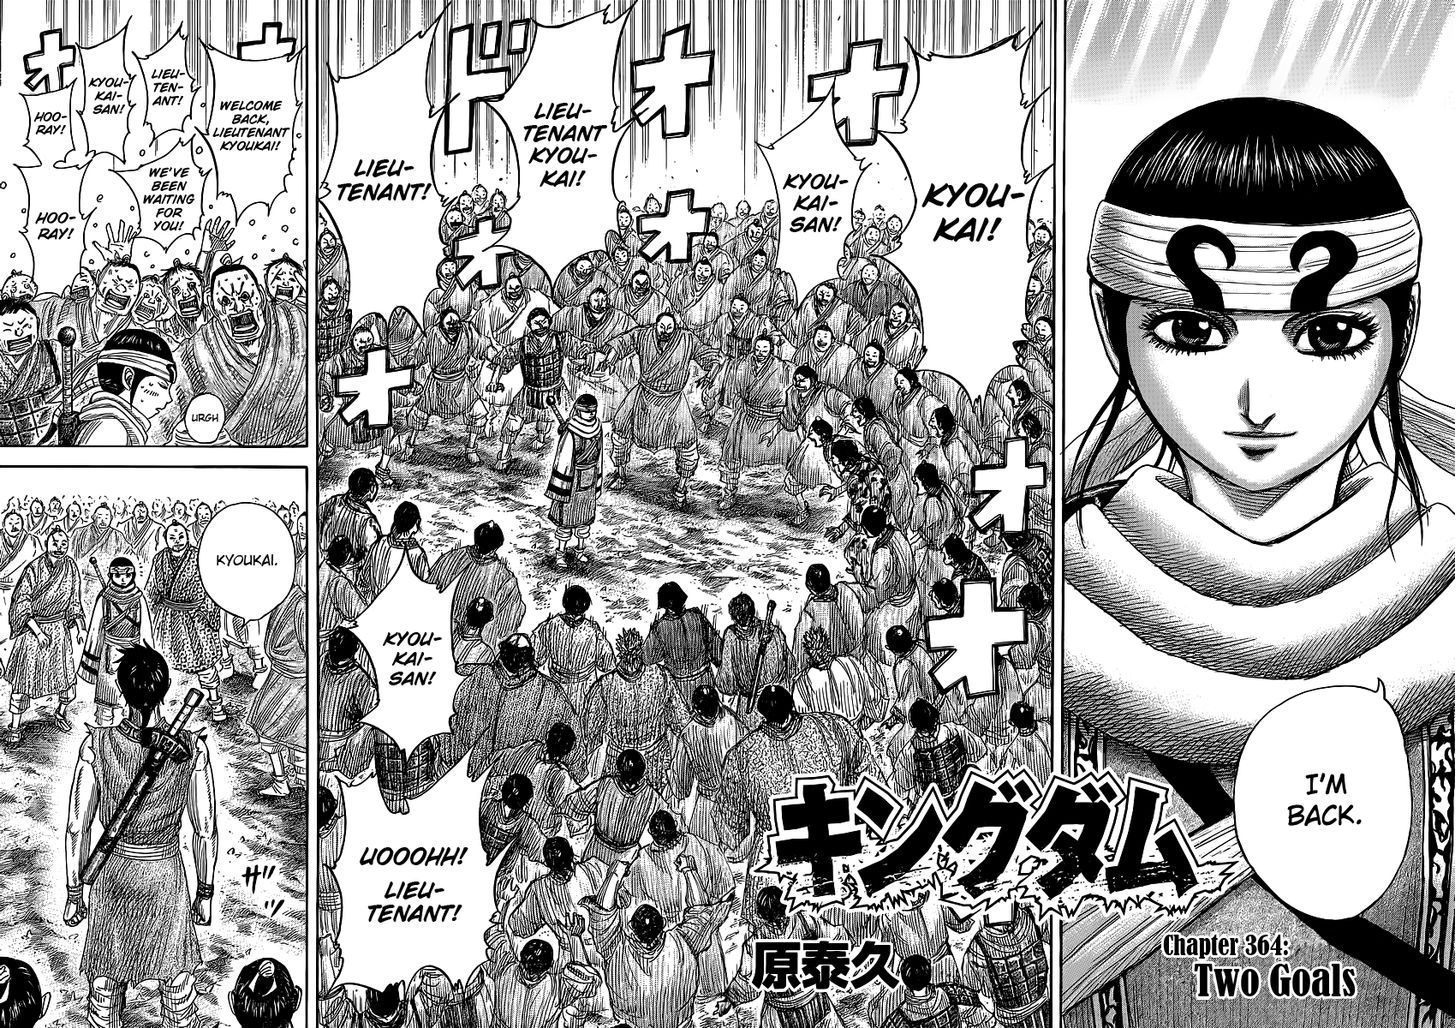 I'M
BACK.
キングダム
原泰久
Chapter 364:
Two Goals
KYOU-
KAI!
KYOU-
KAI-
SAN!
LIEU-
TENANT
KYOU-
KAI!
LIEU-
TENANT!
ドオオオオオオオ
KYOU-
KAI-
SAN!
UOOOHH!
LIEU-
TENANT!
WELCOME
BACK,
LIEUTENANT
KYOUKAI!
LIEU-
TEN-
ANT!
KYOU-
KAI-
SAN!
HOO-
RAY!
オ
WE'VE
BEEN
WAITING
FOR
YOU!
HOO-
RAY!
URGH
KYOUKAI.
ザッ